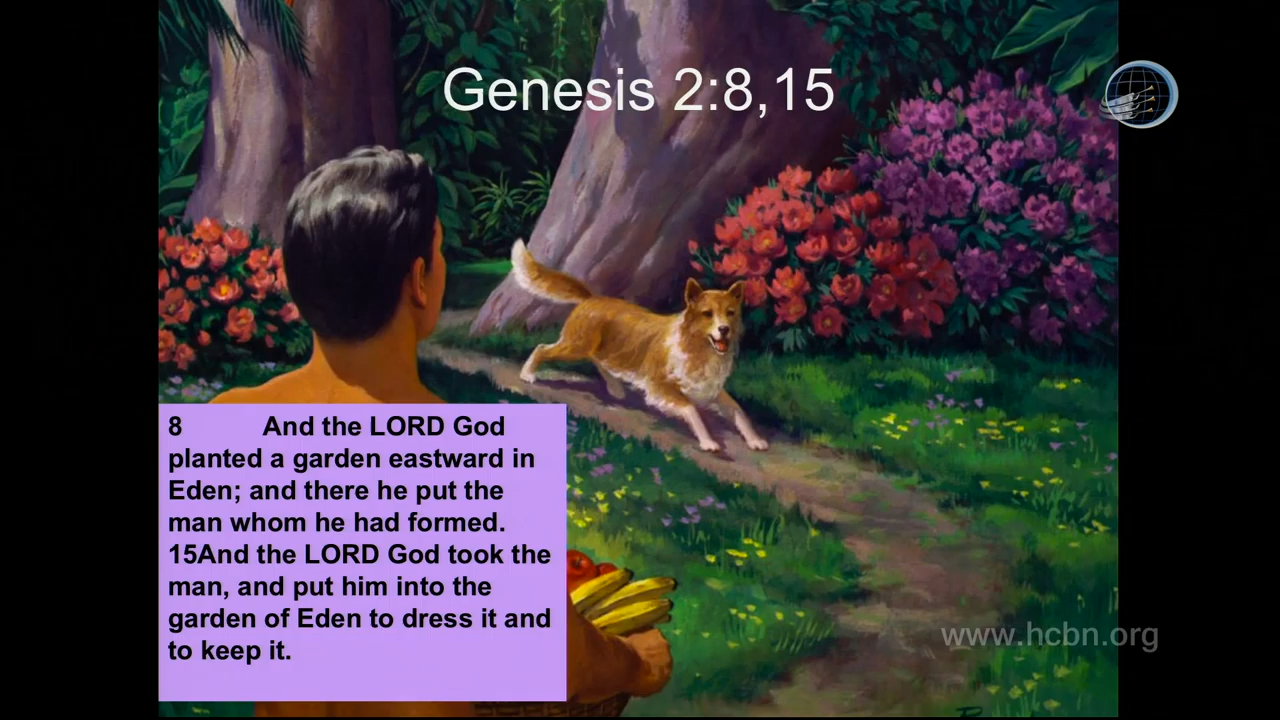 Genesis 2:8,15
8 And the LORD God
planted a garden eastward in
Eden; and there he put the
man whom he had formed.
15And the LORD God took the
man, and put him into the
garden of Eden to dress it and
to keep it.
www.hcbn.org